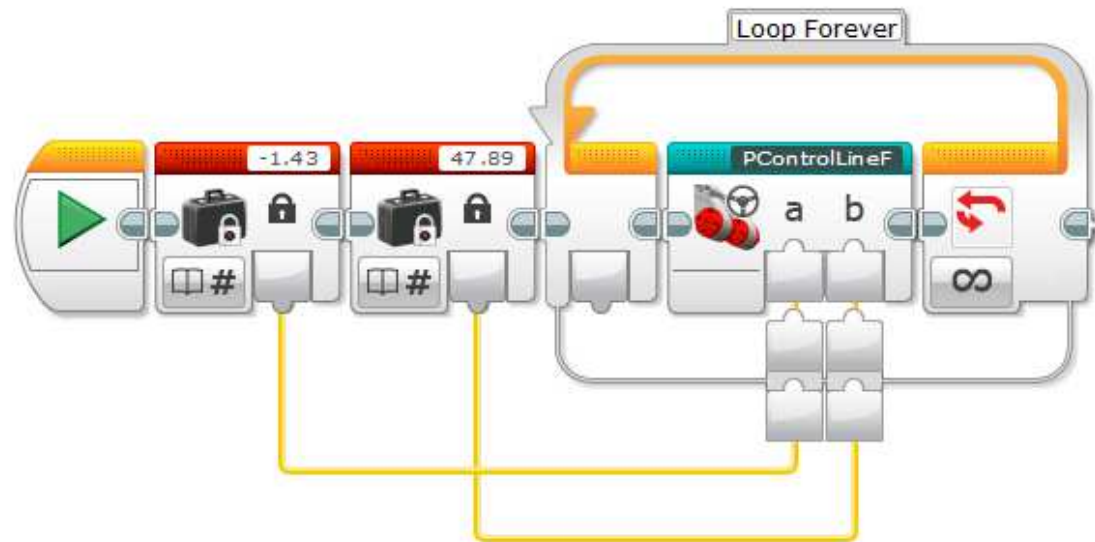 Loop Forever
-1.43
47.89
PControlLineF
a b
#
#
∞